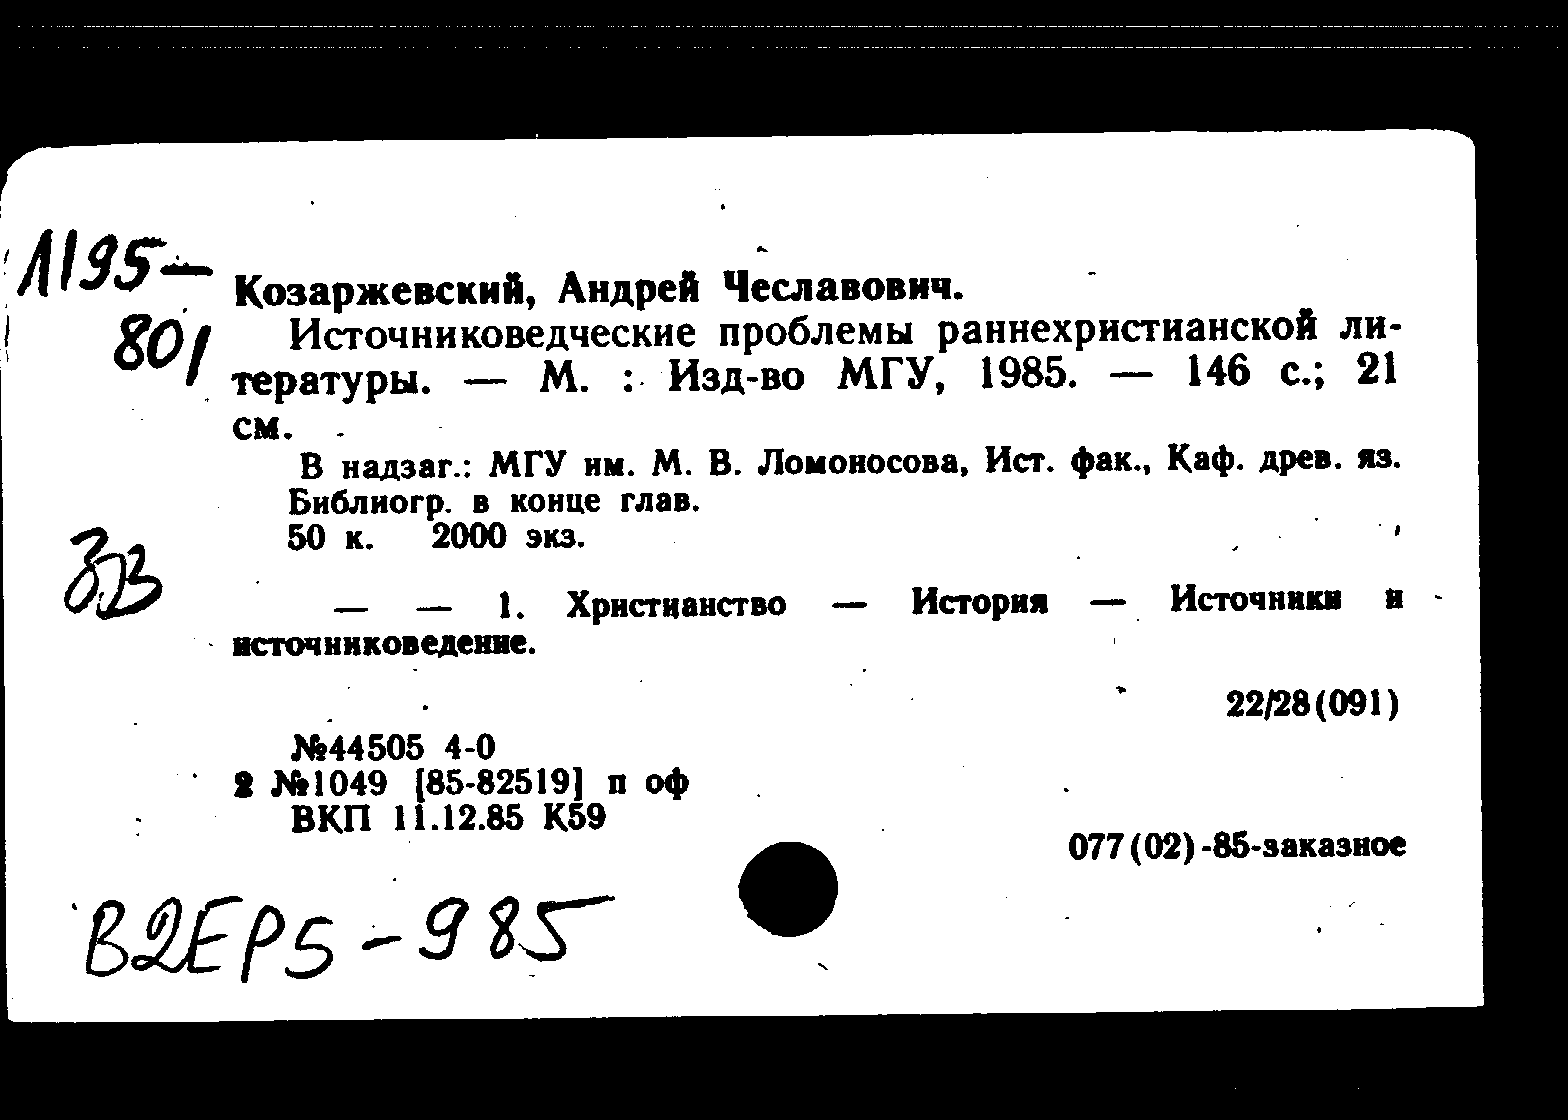 1195-
801
Козаржевский, Андрей Чеславович.
Источниковедческие проблемы раннехристианской ли-
тературы. — М. : Изд-во МГУ, 1985. — 146 с.; 21
см.
В надзаг.: МГУ им. М. В. Ломоносова, Ист. фак., Каф. древ. яз.
Библиогр. в конце глав.
50 к. 2000 экз.
— — 1. Христианство — История — Источники и
источниковедение.
22/28(091)
№44505 4-0
2 №1049 [85-82519] п оф
ВКП 11.12.85 К59
077(02)-85-заказное
В2ЕР5-985